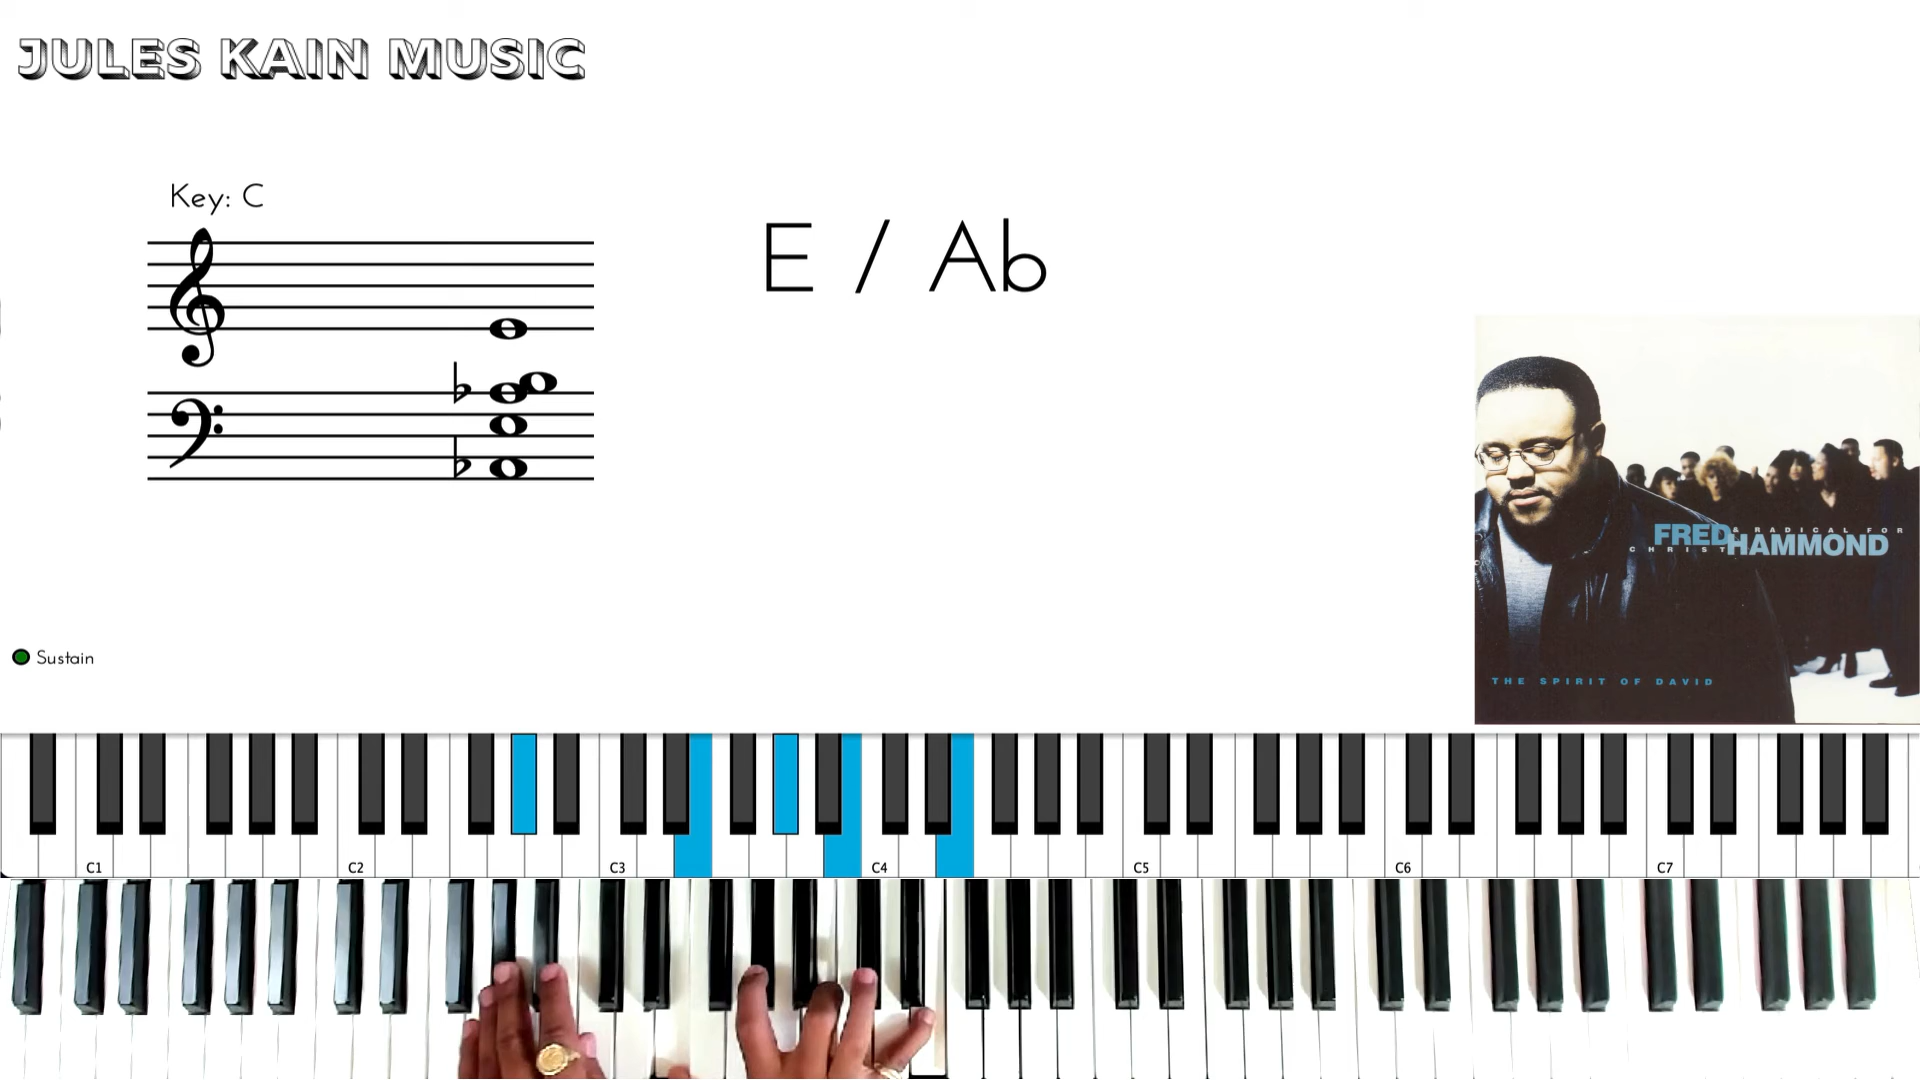 JULES KAIN MUSIC
Key: C
E / Ab
FRED HAMMOND
& RADICAL FOR
CHRIST
THE SPIRIT OF DAVID
Sustain
C1 C2 C3 C4 C5 C6 C7